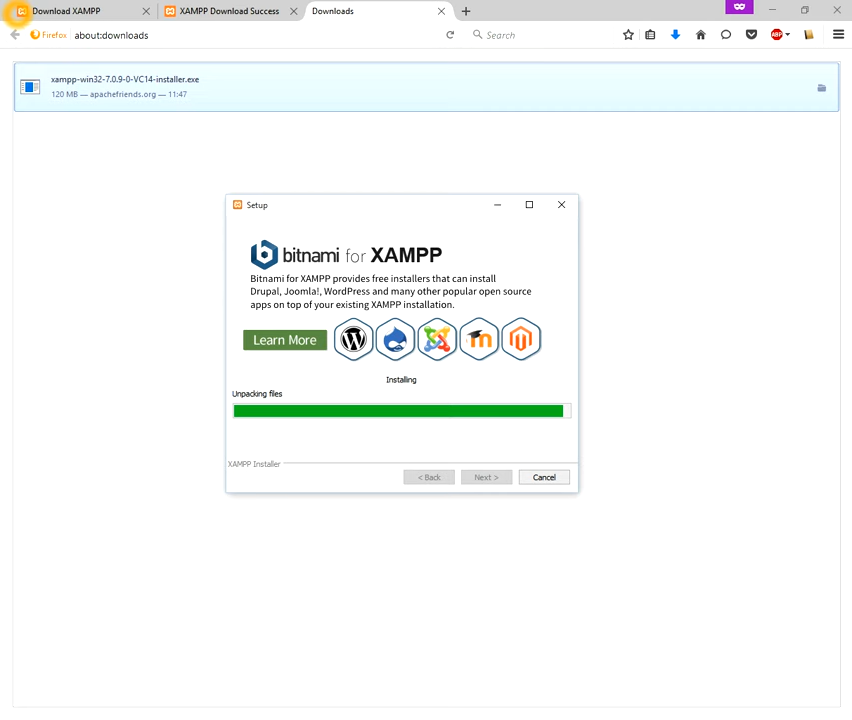 Download XAMPP
XAMPP Download Success
Downloads
Firefox
about:downloads
Search
ABP
xampp-win32-7.0.9-0-VC14-installer.exe
120 MB — apachefriends.org — 11:47
Setup
bitnami for XAMPP
Bitnami for XAMPP provides free installers that can install
Drupal, Joomla!, WordPress and many other popular open source
apps on top of your existing XAMPP installation.
Learn More
Installing
Unpacking files
XAMPP Installer
< Back
Next >
Cancel